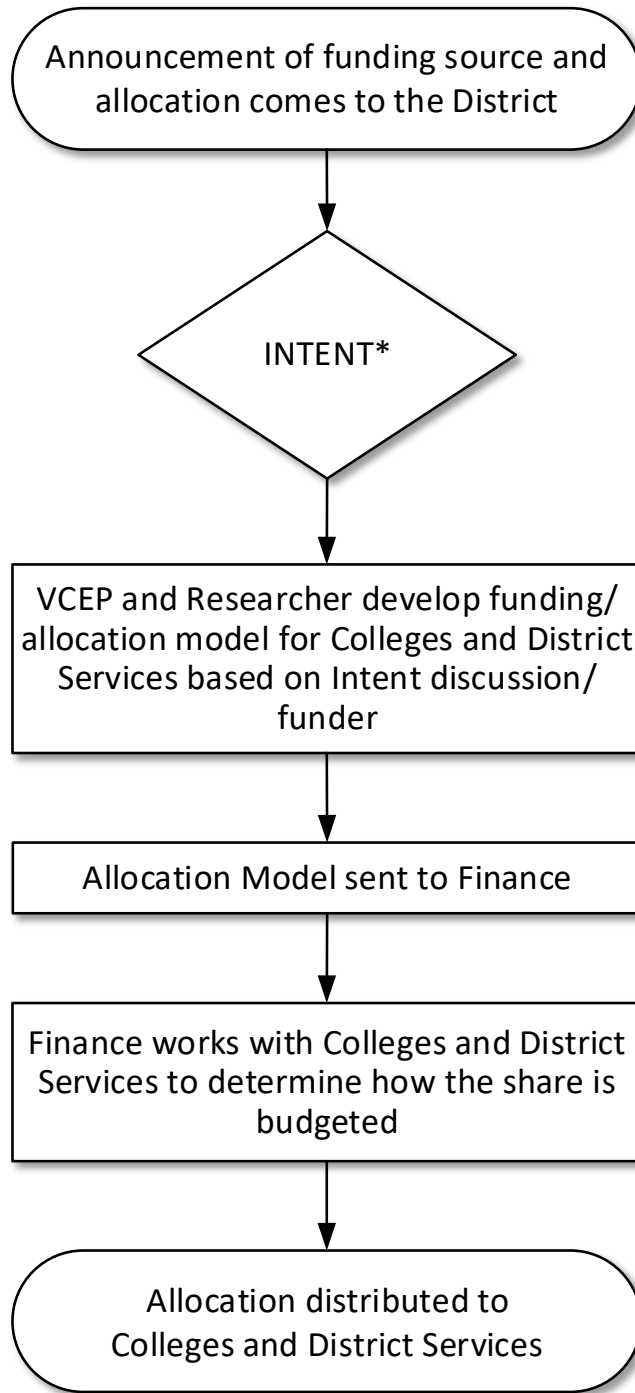 Announcement of funding source and
allocation comes to the District
INTENT*
VCEP and Researcher develop funding/
allocation model for Colleges and District
Services based on Intent discussion/
funder
Allocation Model sent to Finance
Finance works with Colleges and District
Services to determine how the share is
budgeted
Allocation distributed to
Colleges and District Services